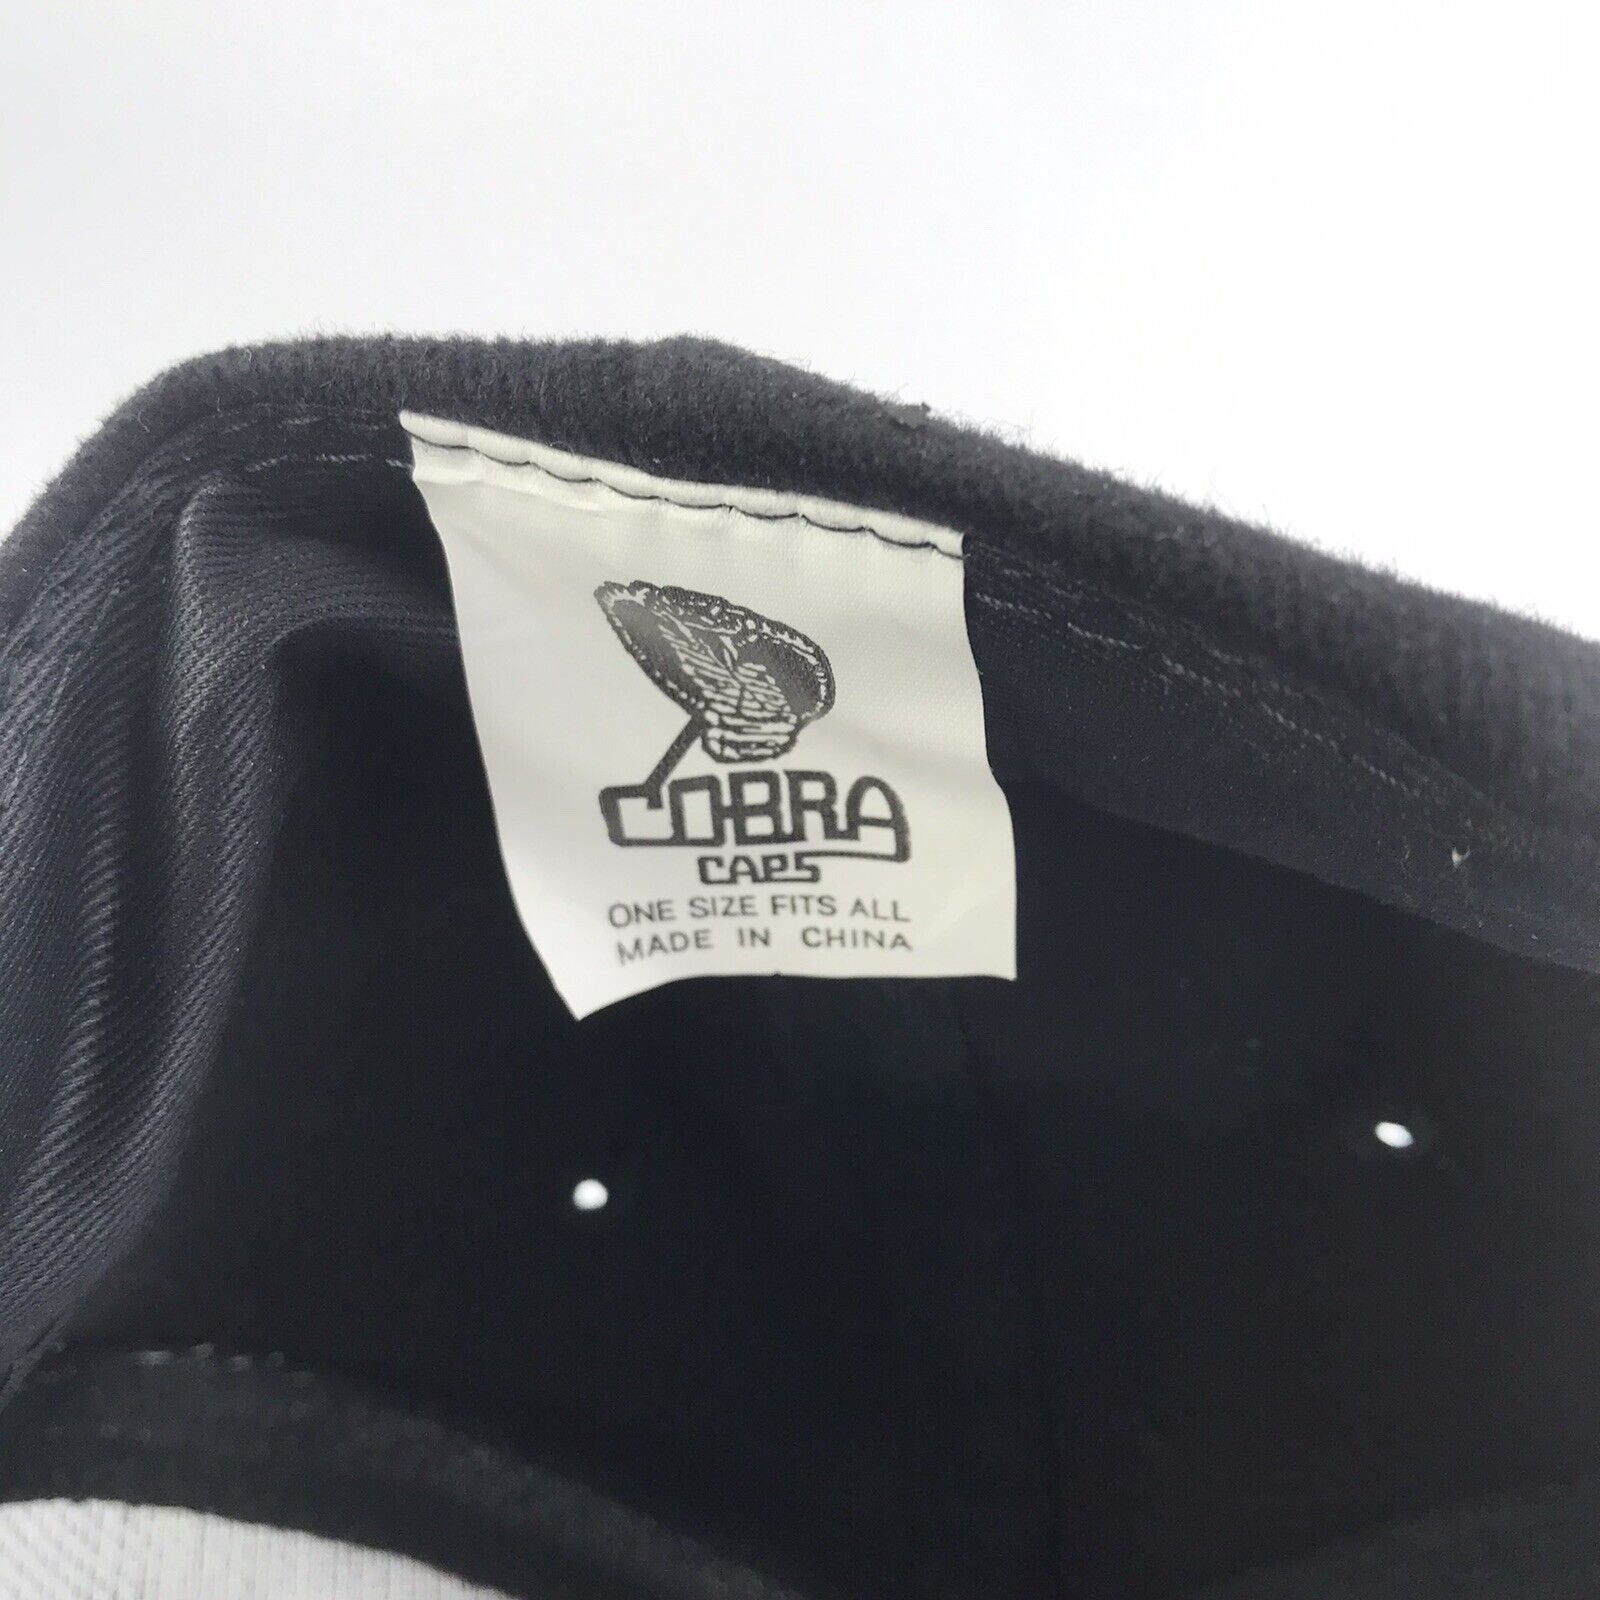 COBRA
CAPS
ONE SIZE FITS ALL
MADE IN CHINA